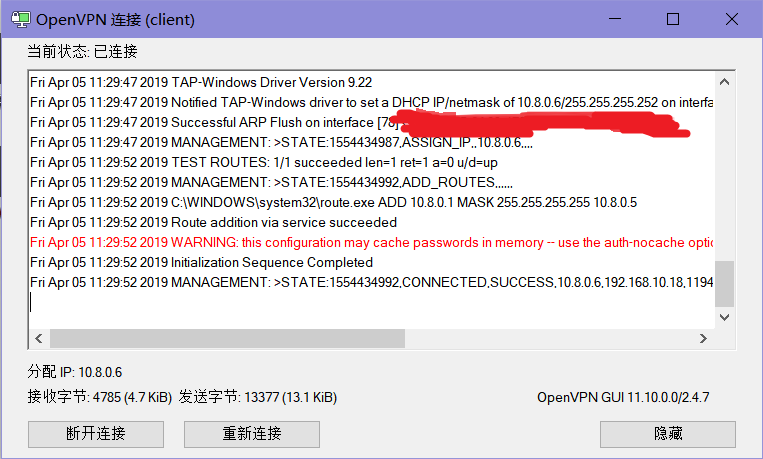 OpenVPN 连接 (client)
当前状态: 已连接
Fri Apr 05 11:29:47 2019 TAP-Windows Driver Version 9.22
Fri Apr 05 11:29:47 2019 Notified TAP-Windows driver to set a DHCP IP/netmask of 10.8.0.6/255.255.255.252 on interfa
Fri Apr 05 11:29:47 2019 Successful ARP Flush on interface [78]
Fri Apr 05 11:29:47 2019 MANAGEMENT: >STATE:1554434987,ASSIGN_IP,,10.8.0.6,,,,
Fri Apr 05 11:29:52 2019 TEST ROUTES: 1/1 succeeded len=1 ret=1 a=0 u/d=up
Fri Apr 05 11:29:52 2019 MANAGEMENT: >STATE:1554434992,ADD_ROUTES,,,,,,
Fri Apr 05 11:29:52 2019 C:\WINDOWS\system32\route.exe ADD 10.8.0.1 MASK 255.255.255.255 10.8.0.5
Fri Apr 05 11:29:52 2019 Route addition via service succeeded
Fri Apr 05 11:29:52 2019 WARNING: this configuration may cache passwords in memory -- use the auth-nocache optio
Fri Apr 05 11:29:52 2019 Initialization Sequence Completed
Fri Apr 05 11:29:52 2019 MANAGEMENT: >STATE:1554434992,CONNECTED,SUCCESS,10.8.0.6,192.168.10.18,1194
分配 IP: 10.8.0.6
接收字节: 4785 (4.7 KiB) 发送字节: 13377 (13.1 KiB) OpenVPN GUI 11.10.0.0/2.4.7
断开连接 重新连接 隐藏